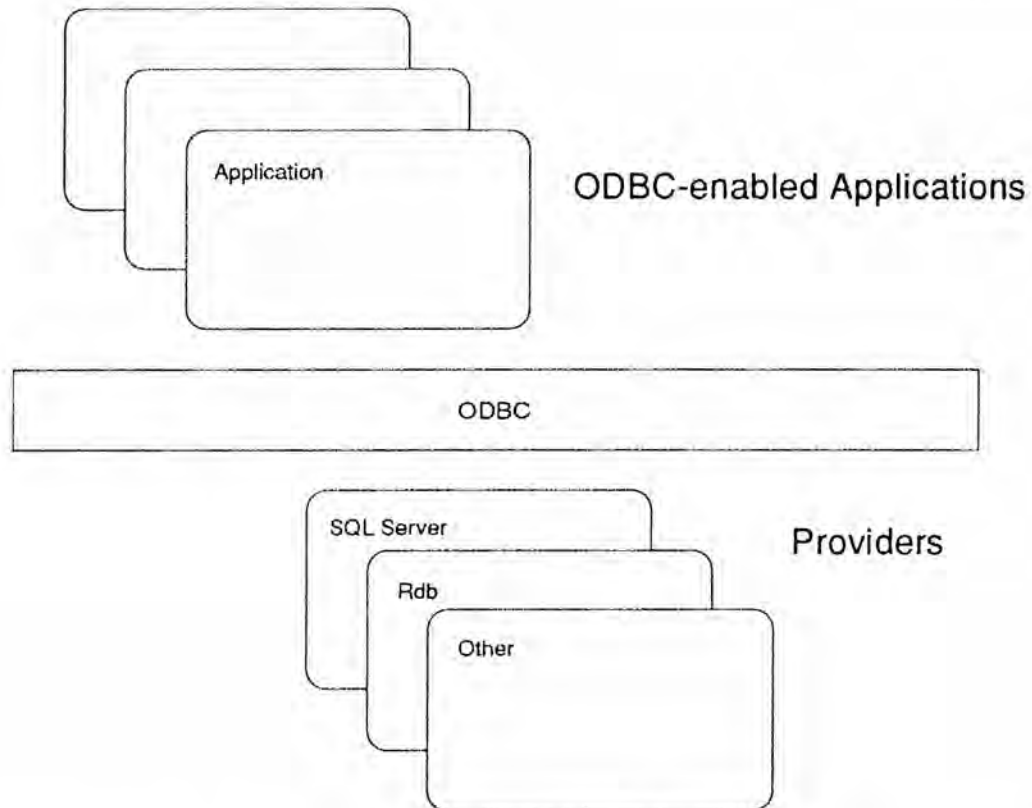 Application
ODBC-enabled Applications
ODBC
SQL Server
Providers
Rdb
Other